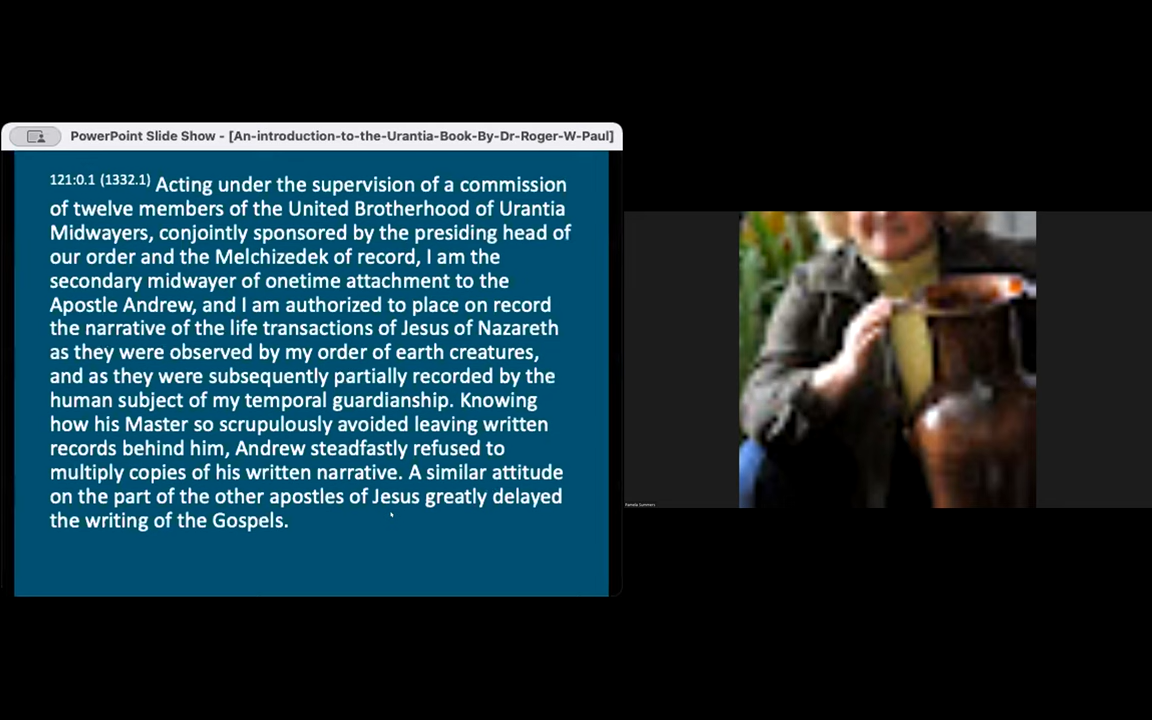 PowerPoint Slide Show - [An-introduction-to-the-Urantia-Book-By-Dr-Roger-W-Paul]
121:0.1 (1332.1) Acting under the supervision of a commission
of twelve members of the United Brotherhood of Urantia
Midwayers, conjointly sponsored by the presiding head of
our order and the Melchizedek of record, I am the
secondary midwayer of onetime attachment to the
Apostle Andrew, and I am authorized to place on record
the narrative of the life transactions of Jesus of Nazareth
as they were observed by my order of earth creatures,
and as they were subsequently partially recorded by the
human subject of my temporal guardianship. Knowing
how his Master so scrupulously avoided leaving written
records behind him, Andrew steadfastly refused to
multiply copies of his written narrative. A similar attitude
on the part of the other apostles of Jesus greatly delayed
the writing of the Gospels.
Pamela Summers